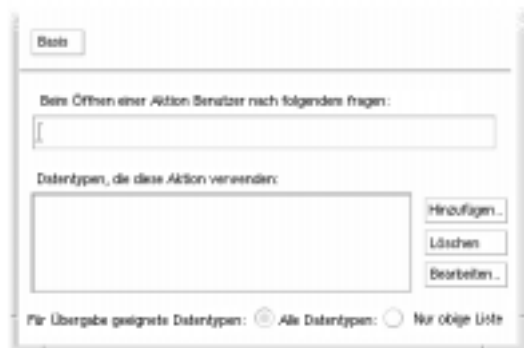 Basis
Beim Öffnen einer Aktion Benutzer nach folgendem fragen:
Datentypen, die diese Aktion verwenden:
Hinzufügen...
Löschen
Bearbeiten...
Für Übergabe geeignete Datentypen: Alle Datentypen: Nur obige Liste